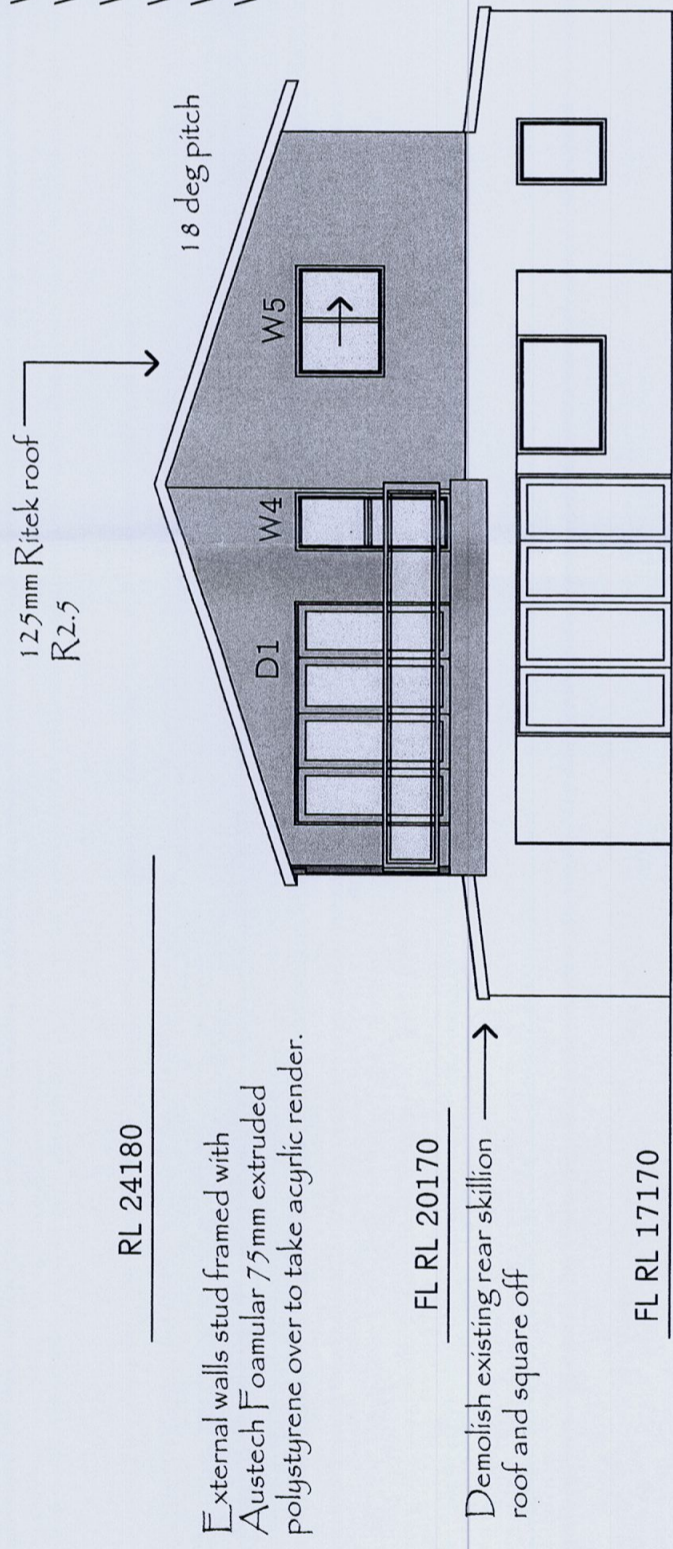 125mm Ritek roof
R2.5
18 deg pitch
RL 24180
D1
W4
W5
External walls stud framed with
Austech Foamular 75mm extruded
polystyrene over to take acyrlic render.
FL RL 20170
Demolish existing rear skillion
roof and square off
FL RL 17170